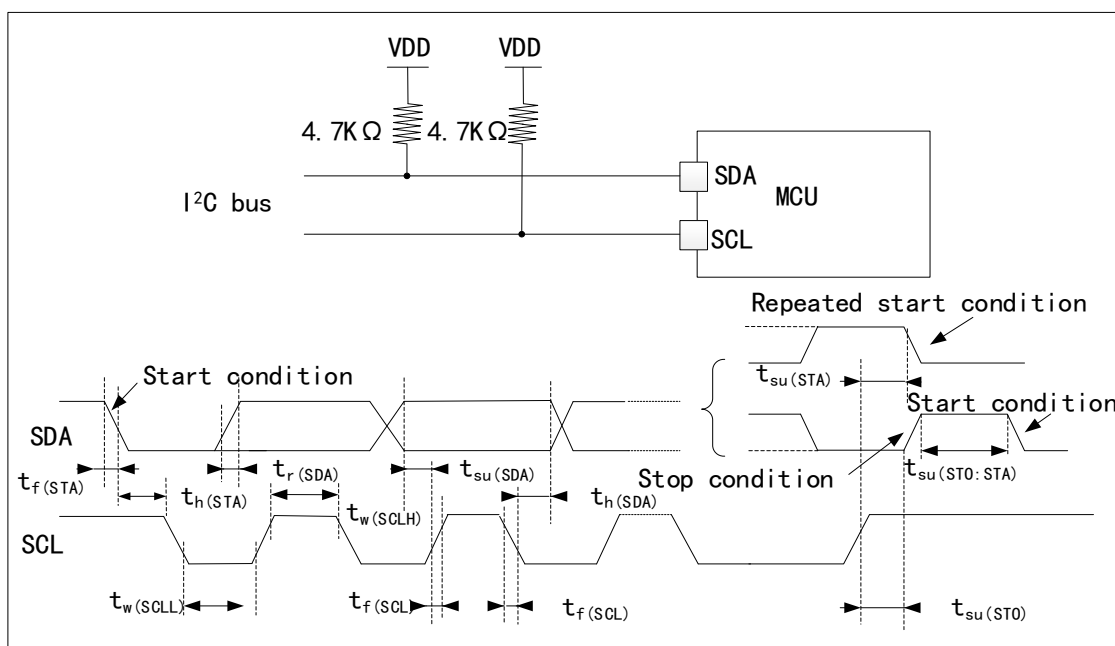 VDD
VDD
4.7KΩ
4.7KΩ
SDA
MCU
I²C bus
SCL
Repeated start condition
Start condition
tsu(STA)
Start condition
SDA
tf(STA)
th(STA)
tr(SDA)
tsu(SDA)
Stop condition
tsu(STO:STA)
tw(SCLH)
th(SDA)
SCL
tw(SCLL)
tf(SCL)
tf(SCL)
tsu(STO)